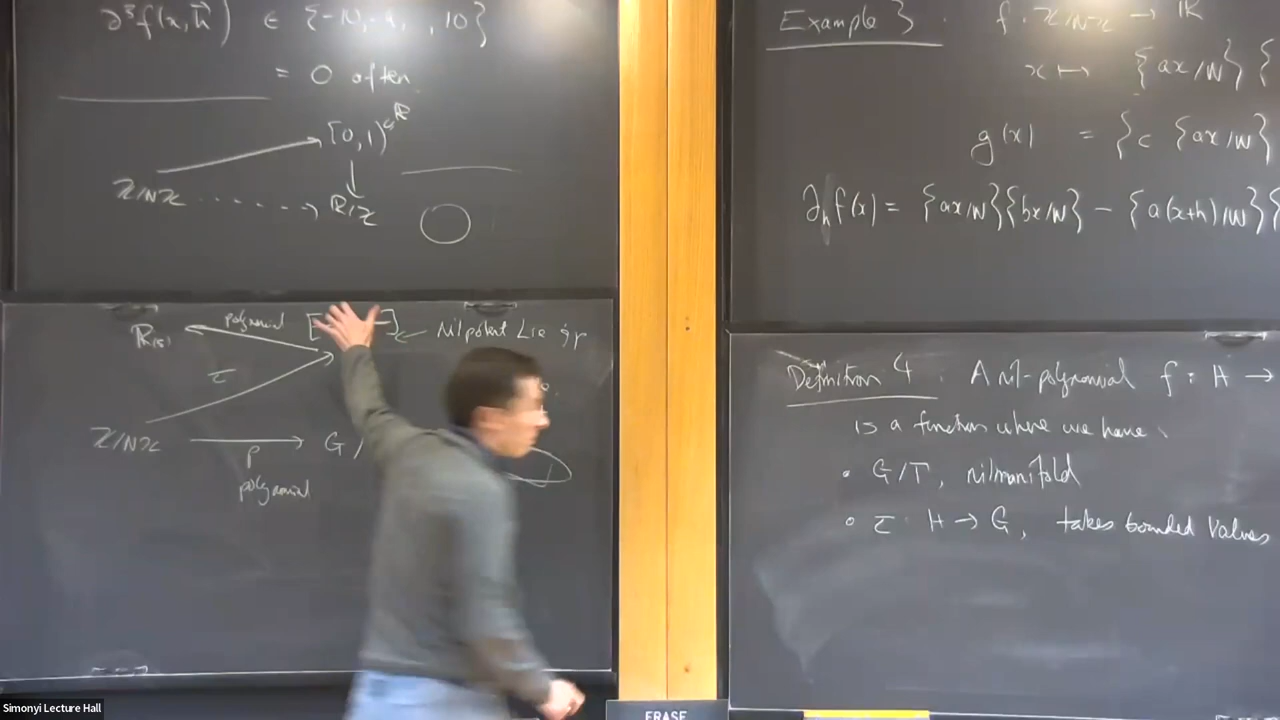 ∂³f(x, h⃗) ∈ {-10, -9, , 10}
= 0 often
[0,1) ⊂ ℝ
ℤ/Nℤ
ℝ/ℤ
polynomial
Nilpotent Lie gp
τ
ℤ/Nℤ
p
G/
polynomial
Example 3. f: ℤ/Nℤ → ℝ
x ↦ {ax/N} {
g(x) = {c {ax/N}
∂ₕf(x) = {ax/N}{bx/N} - {a(x+h)/N}{
Definition 4. A nil-polynomial f: H →
is a function where we have
• G/Γ, nilmanifold
• τ: H → G, takes bounded values
ERASE
Simonyi Lecture Hall